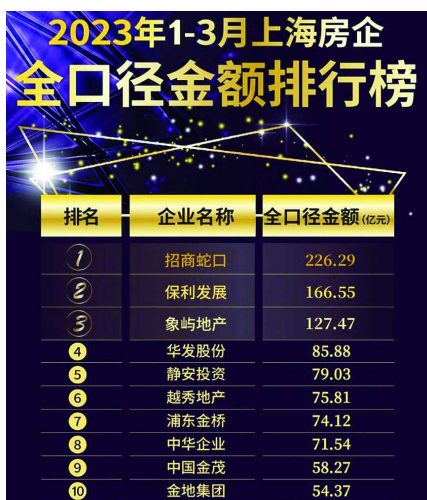 2023年1-3月上海房企
全口径金额排行榜
排名 企业名称 全口径金额(亿元)
1 招商蛇口 226.29
2 保利发展 166.55
3 象屿地产 127.47
4 华发股份 85.88
5 静安投资 79.03
6 越秀地产 75.81
7 浦东金桥 74.12
8 中华企业 71.54
9 中国金茂 58.27
10 金地集团 54.37